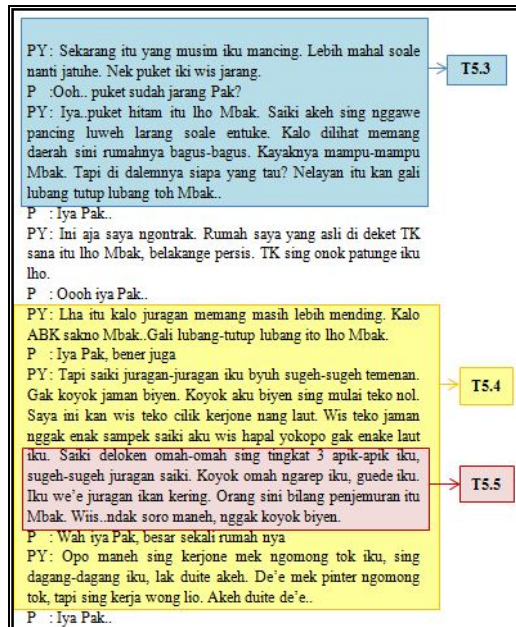 PY: Sekarang itu yang musim iku mancing. Lebih mahal soale
nanti jatuhe. Nek puket iki wis jarang.
P :Ooh.. puket sudah jarang Pak?
PY: Iya..puket hitam itu lho Mbak. Saiki akeh sing nggawe
pancing luweh larang soale entuke. Kalo dilihat memang
daerah sini rumahnya bagus-bagus. Kayaknya mampu-mampu
Mbak. Tapi di dalemnya siapa yang tau? Nelayan itu kan gali
lubang tutup lubang toh Mbak..
P : Iya Pak..
PY: Ini aja saya ngontrak. Rumah saya yang asli di deket TK
sana itu lho Mbak, belakange persis. TK sing onok patunge iku
lho.
P : Oooh iya Pak..
PY: Lha itu kalo juragan memang masih lebih mending. Kalo
ABK sakno Mbak..Gali lubang-tutup lubang ito lho Mbak.
P : Iya Pak, bener juga
PY: Tapi saiki juragan-juragan iku byuh sugeh-sugeh temenan.
Gak koyok jaman biyen. Koyok aku biyen sing mulai teko nol.
Saya ini kan wis teko cilik kerjone nang laut. Wis teko jaman
nggak enak sampek saiki aku wis hapal yokopo gak enake laut
iku. Saiki deloken omah-omah sing tingkat 3 apik-apik iku,
sugeh-sugeh juragan saiki. Koyok omah ngarep iku, guede iku.
Iku we'e juragan ikan kering. Orang sini bilang penjemuran itu
Mbak. Wiis..ndak soro maneh, nggak koyok biyen.
P : Wah iya Pak, besar sekali rumah nya
PY: Opo maneh sing kerjone mek ngomong tok iku, sing
dagang-dagang iku, lak duite akeh. De'e mek pinter ngomong
tok, tapi sing kerja wong lio. Akeh duite de'e..
P : Iya Pak..
T5.3
T5.4
T5.5